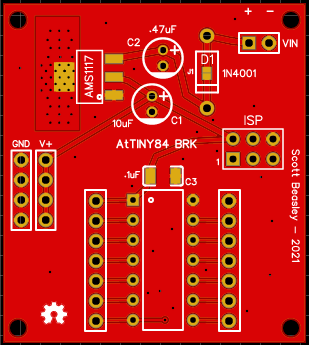 + -
.47uF
C2
VIN
D1
J1
1N4001
AMS1117
10uF
C1
ISP
AtTINY84 BRK
GND V+
1
.1uF
C3
Scott Beasley - 2021